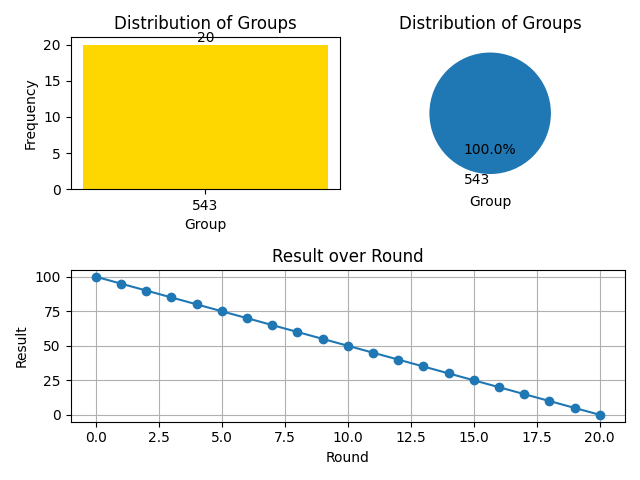 Distribution of Groups
20
20
15
10
5
0
Frequency
543
Group
Distribution of Groups
100.0%
543
Group
Result over Round
100
75
50
25
0
Result
0.0 2.5 5.0 7.5 10.0 12.5 15.0 17.5 20.0
Round